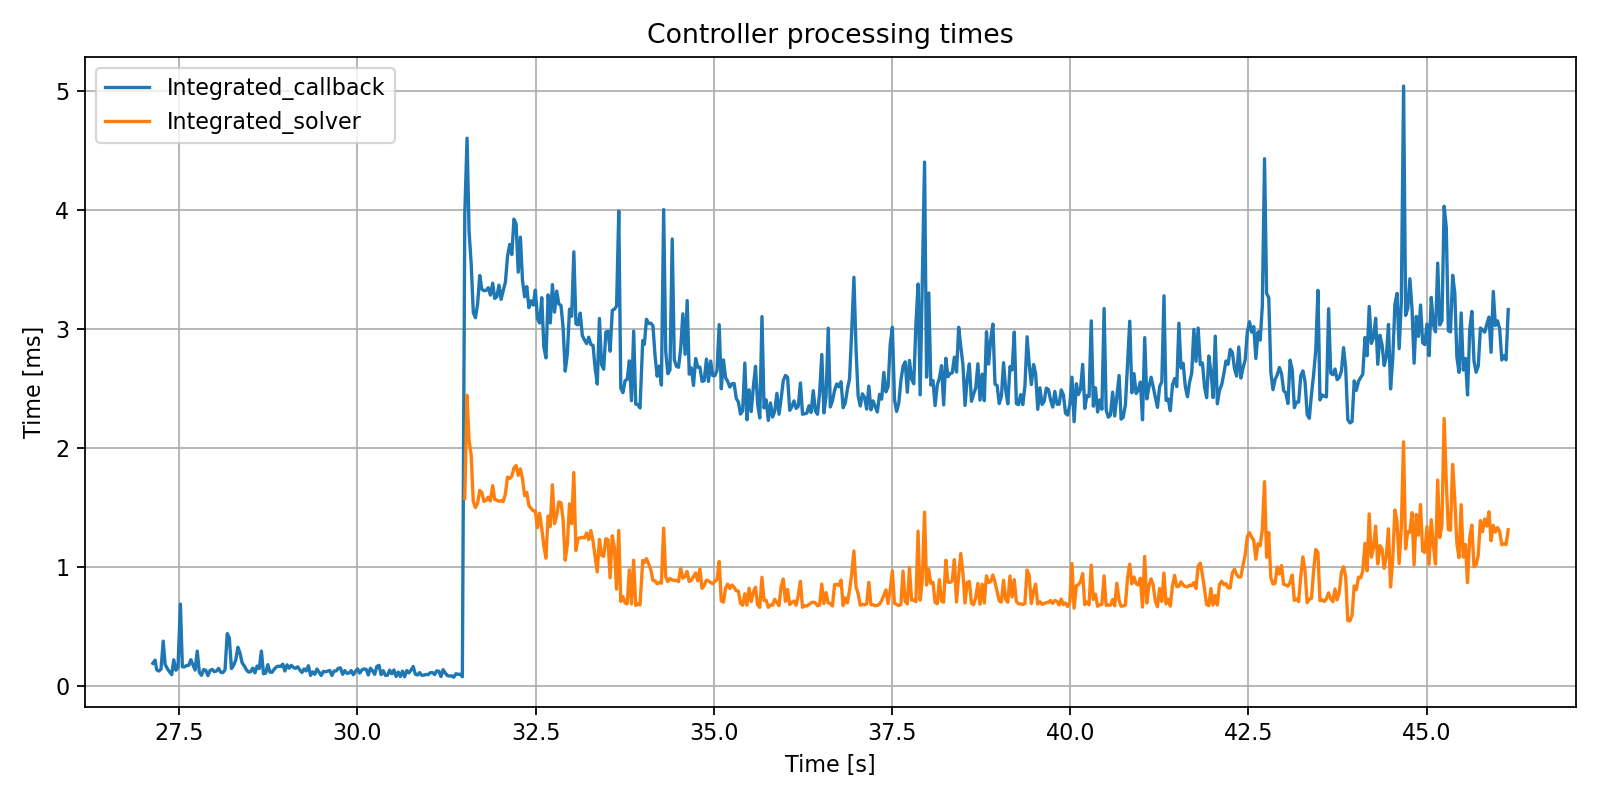 Controller processing times
Integrated_callback
Integrated_solver
Time [ms]
5
4
3
2
1
0
27.5 30.0 32.5 35.0 37.5 40.0 42.5 45.0
Time [s]